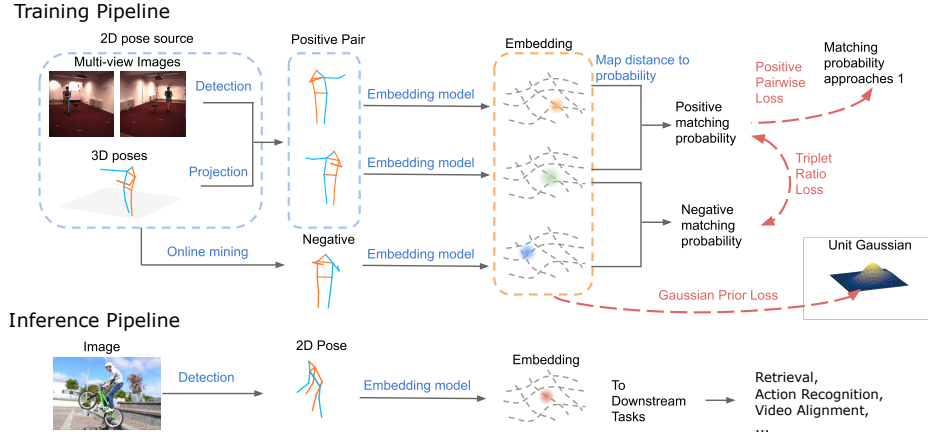 Training Pipeline
2D pose source
Multi-view Images
Detection
3D poses
Projection
Online mining
Positive Pair
Negative
Embedding model
Embedding model
Embedding model
Embedding
Map distance to
probability
Positive
matching
probability
Negative
matching
probability
Positive
Pairwise
Loss
Matching
probability
approaches 1
Triplet
Ratio
Loss
Unit Gaussian
Gaussian Prior Loss
Inference Pipeline
Image
Detection
2D Pose
Embedding model
Embedding
To
Downstream
Tasks
Retrieval,
Action Recognition,
Video Alignment,
...